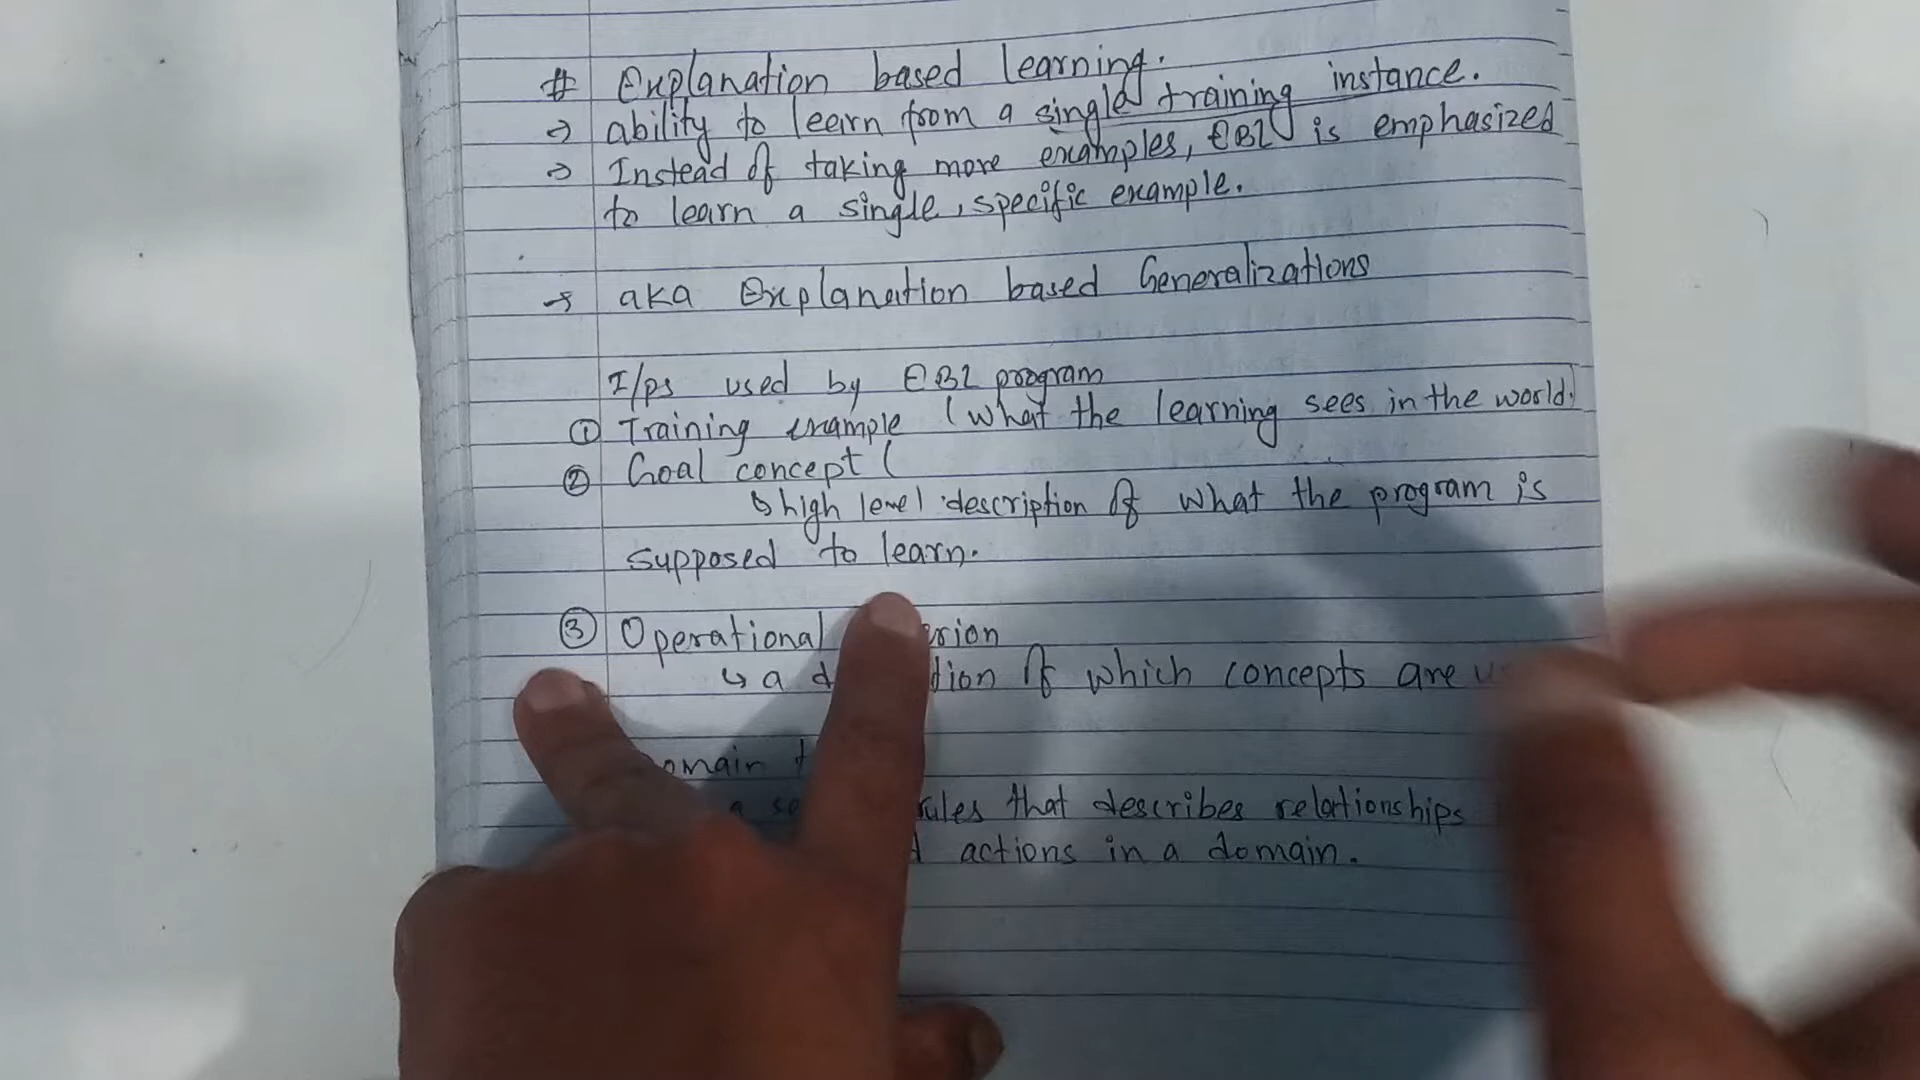 # Explanation based learning.
→ ability to learn from a single training instance.
→ Instead of taking more examples, EBL is emphasized
to learn a single, specific example.
→ aka Explanation based Generalizations
I/ps used by EBL program
① Training example (what the learning sees in the world)
② Goal concept (
↳ high level description of what the program is
supposed to learn.
③ Operational
↳ a of which concepts are
rules that describes relationships
actions in a domain.